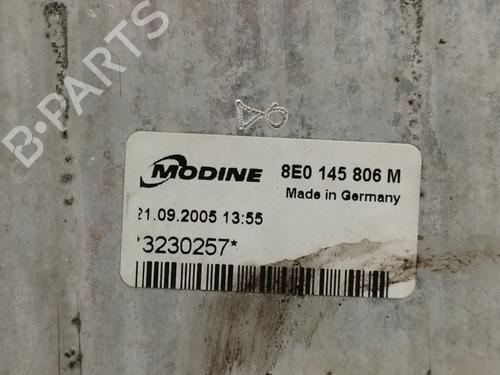 B-PARTS
MODINE
8E0 145 806 M
Made in Germany
21.09.2005 13:55
*3230257*